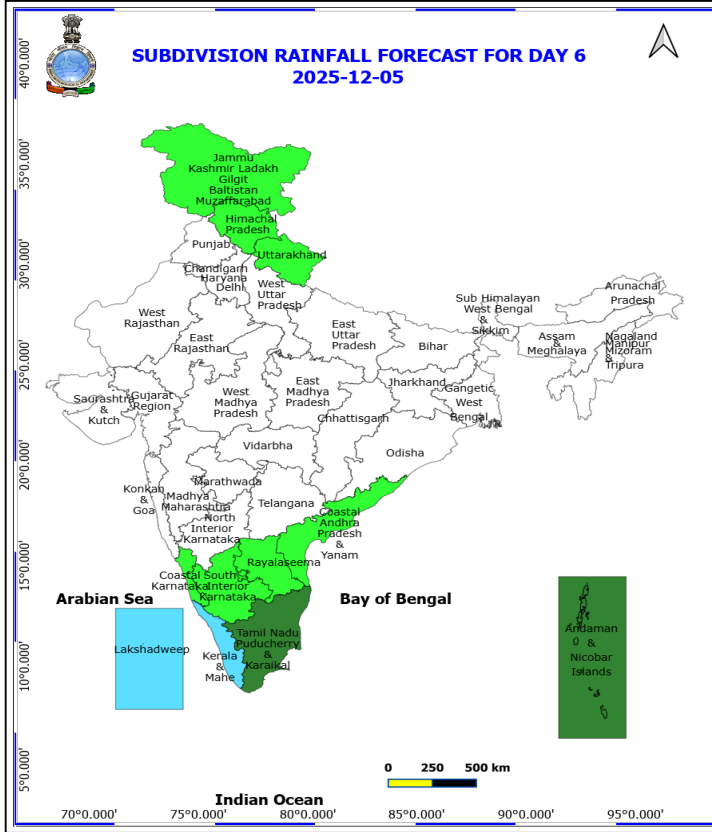 SUBDIVISION RAINFALL FORECAST FOR DAY 6
2025-12-05
40°0.000'
35°0.000'
30°0.000'
25°0.000'
20°0.000'
15°0.000'
10°0.000'
5°0.000'
Jammu
Kashmir Ladakh
Gilgit
Baltistan
Muzaffarabad
Himachal
Pradesh
Punjab
Uttarakhand
Chandigarh
Haryana
Delhi
West
Uttar
Pradesh
West
Rajasthan
East
Rajasthan
East
Uttar
Pradesh
Bihar
Sub Himalayan
West Bengal
&
Sikkim
Arunachal
Pradesh
Assam
&
Meghalaya
Nagaland
Manipur
Mizoram
&
Tripura
Saurashtra
&
Kutch
Gujarat
Region
West
Madhya
Pradesh
East
Madhya
Pradesh
Jharkhand
Gangetic
West
Bengal
Chhattisgarh
Odisha
Vidarbha
Konkan
&
Goa
Marathwada
Madhya
Maharashtra
North
Interior
Karnataka
Telangana
Coastal
Andhra
Pradesh
&
Yanam
Rayalaseema
Coastal
Karnataka
South
Interior
Karnataka
Arabian Sea
Bay of Bengal
Lakshadweep
Kerala
&
Mahe
Tamil Nadu
Puducherry
&
Karaikal
Andaman
&
Nicobar
Islands
0 250 500 km
Indian Ocean
70°0.000' 75°0.000' 80°0.000' 85°0.000' 90°0.000' 95°0.000'